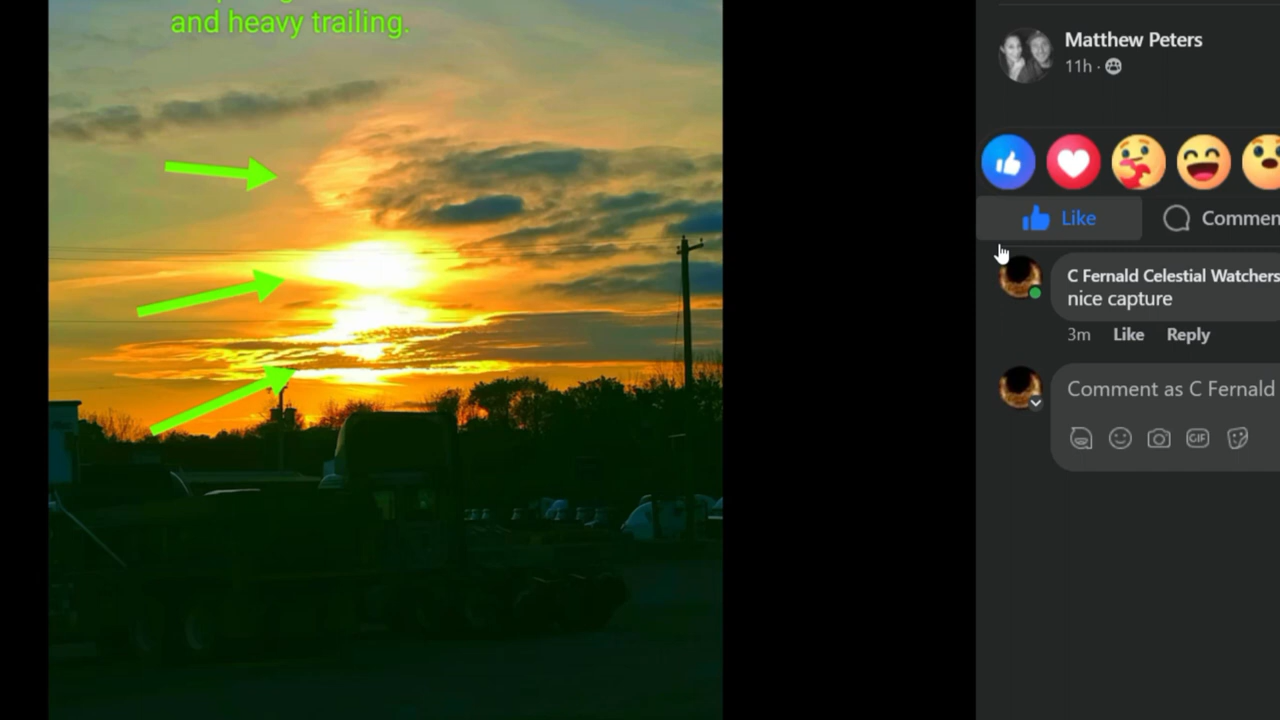 and heavy trailing.
Matthew Peters
11h ·
Like
Commen
C Fernald Celestial Watchers
nice capture
3m Like Reply
Comment as C Fernald
GIF